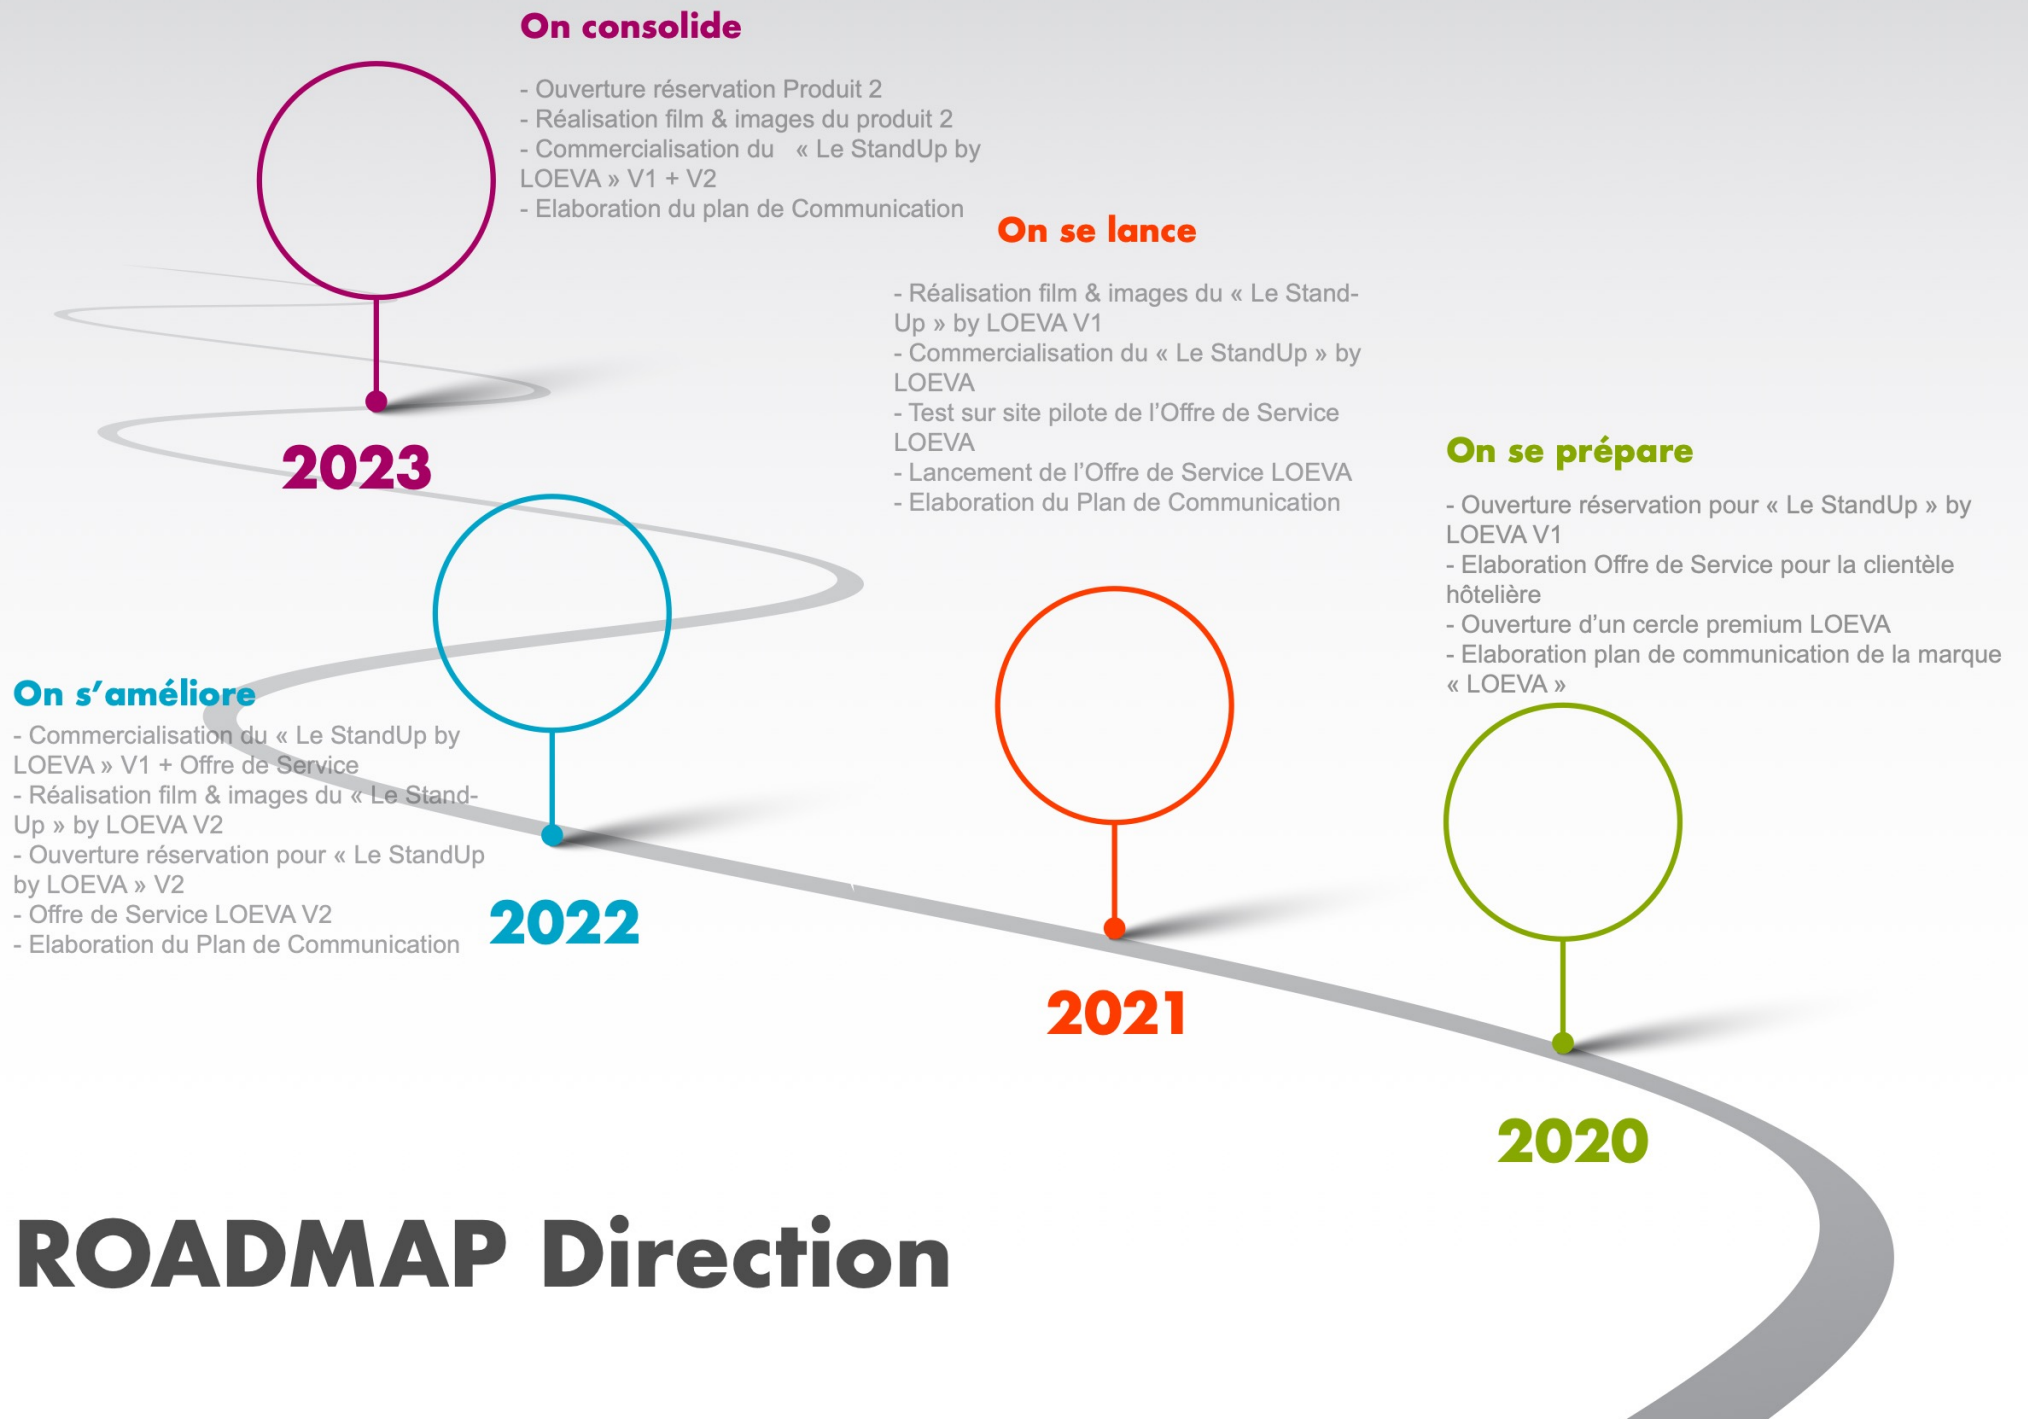 On consolide
- Ouverture réservation Produit 2
- Réalisation film & images du produit 2
- Commercialisation du « Le StandUp by
LOEVA » V1 + V2
- Elaboration du plan de Communication
2023
On se lance
- Réalisation film & images du « Le Stand-
Up » by LOEVA V1
- Commercialisation du « Le StandUp » by
LOEVA
- Test sur site pilote de l’Offre de Service
LOEVA
- Lancement de l’Offre de Service LOEVA
- Elaboration du Plan de Communication
2021
On se prépare
- Ouverture réservation pour « Le StandUp » by
LOEVA V1
- Elaboration Offre de Service pour la clientèle
hôtelière
- Ouverture d’un cercle premium LOEVA
- Elaboration plan de communication de la marque
« LOEVA »
2020
On s’améliore
- Commercialisation du « Le StandUp by
LOEVA » V1 + Offre de Service
- Réalisation film & images du « Le Stand-
Up » by LOEVA V2
- Ouverture réservation pour « Le StandUp
by LOEVA » V2
- Offre de Service LOEVA V2
- Elaboration du Plan de Communication
2022
ROADMAP Direction